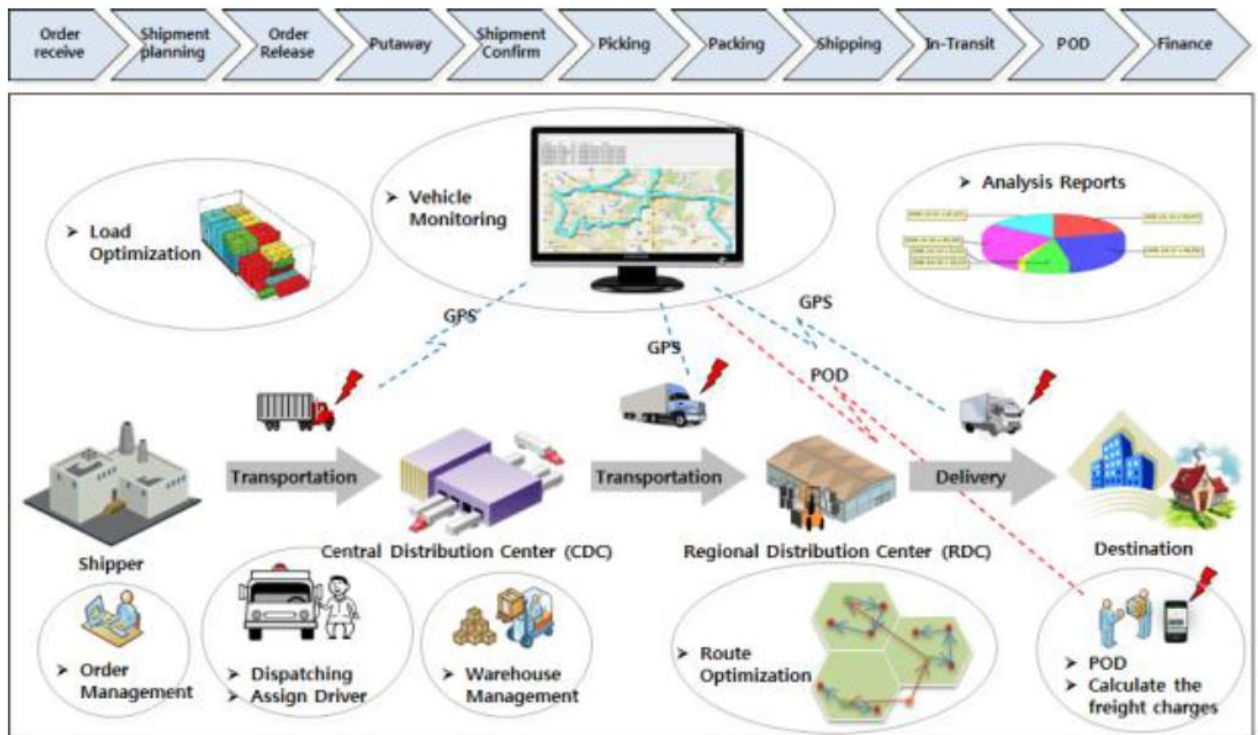 Order
receive
Shipment
planning
Order
Release
Putaway
Shipment
Confirm
Picking
Packing
Shipping
In-Transit
POD
Finance
➤ Load
Optimization
➤ Vehicle
Monitoring
➤ Analysis Reports
GPS
GPS
GPS
POD
Transportation
Transportation
Delivery
Shipper
Central Distribution Center (CDC)
Regional Distribution Center (RDC)
Destination
➤ Order
Management
➤ Dispatching
➤ Assign Driver
➤ Warehouse
Management
➤ Route
Optimization
➤ POD
➤ Calculate the
freight charges